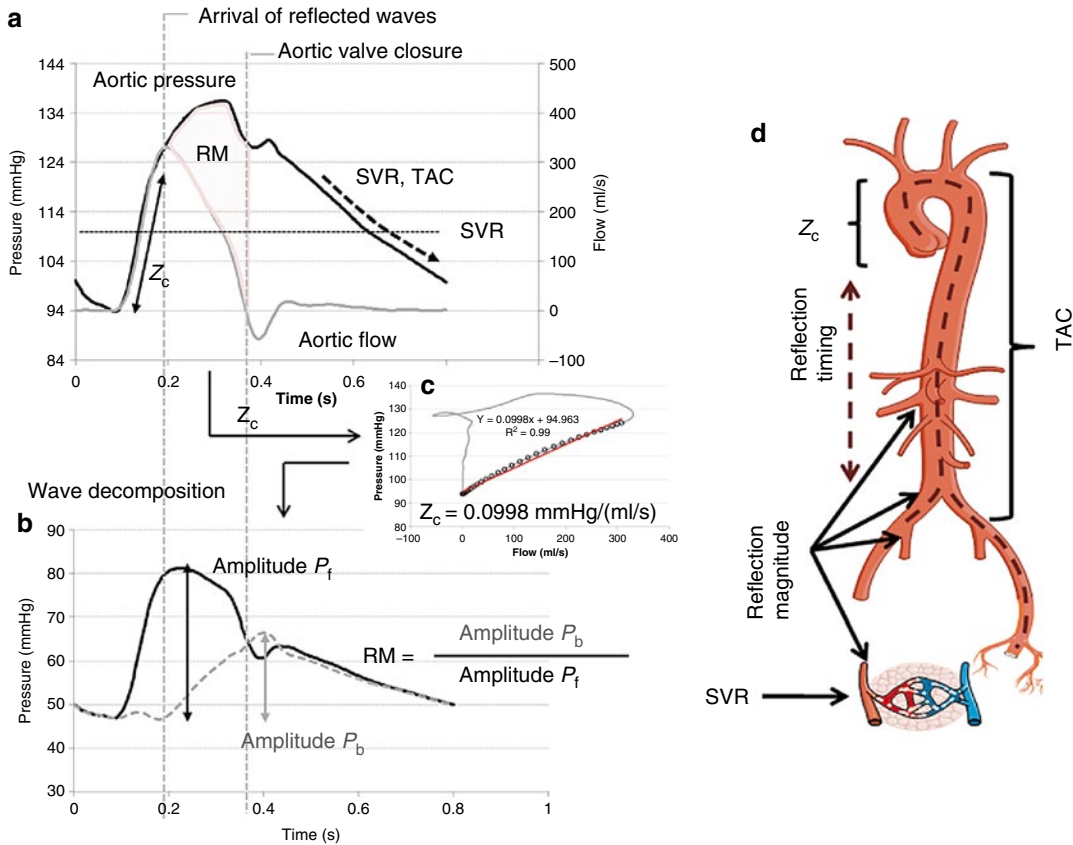 a
Arrival of reflected waves
Aortic valve closure
144
134
124
114
104
94
84
Pressure (mmHg)
Aortic pressure
RM
SVR, TAC
SVR
Zc
Aortic flow
500
400
300
200
100
0
−100
Flow (ml/s)
0
0.2
0.4
0.6
Time (s)
Zc
c
140
130
120
110
100
90
80
Pressure (mmHg)
Y = 0.0998x + 94.963
R² = 0.99
Zc = 0.0998 mmHg/(ml/s)
−100
0
100
200
300
400
Flow (ml/s)
Wave decomposition
b
90
80
70
60
50
40
30
Pressure (mmHg)
Amplitude Pf
Amplitude Pb
RM =
Amplitude Pb
Amplitude Pf
0
0.2
0.4
0.6
0.8
1
Time (s)
d
Zc
Reflection timing
TAC
Reflection magnitude
SVR